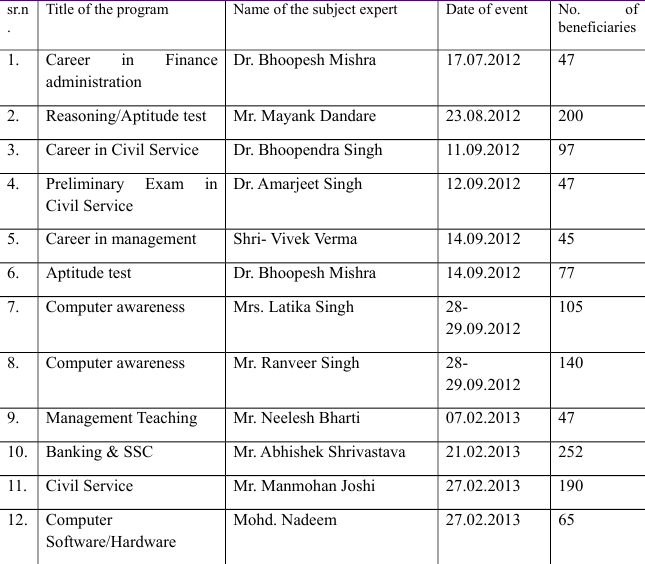 sr.n Title of the program Name of the subject expert Date of event No. of
. beneficiaries
1. Career in Finance Dr. Bhoopesh Mishra 17.07.2012 47
administration
2. Reasoning/Aptitude test Mr. Mayank Dandare 23.08.2012 200
3. Career in Civil Service Dr. Bhoopendra Singh 11.09.2012 97
4. Preliminary Exam in Dr. Amarjeet Singh 12.09.2012 47
Civil Service
5. Career in management Shri- Vivek Verma 14.09.2012 45
6. Aptitude test Dr. Bhoopesh Mishra 14.09.2012 77
7. Computer awareness Mrs. Latika Singh 28- 105
29.09.2012
8. Computer awareness Mr. Ranveer Singh 28- 140
29.09.2012
9. Management Teaching Mr. Neelesh Bharti 07.02.2013 47
10. Banking & SSC Mr. Abhishek Shrivastava 21.02.2013 252
11. Civil Service Mr. Manmohan Joshi 27.02.2013 190
12. Computer Mohd. Nadeem 27.02.2013 65
Software/Hardware